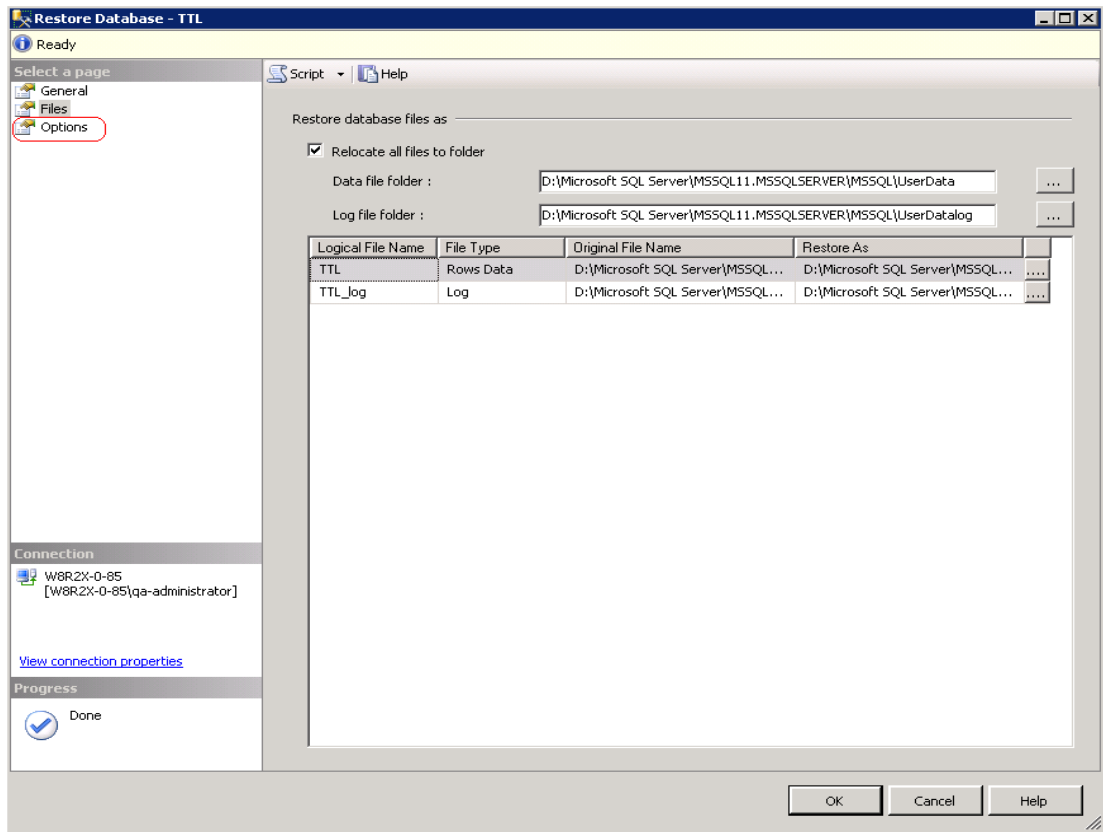 Restore Database - TTL
Ready
Select a page
General
Files
Options
Script
Help
Restore database files as
Relocate all files to folder
Data file folder :
D:\Microsoft SQL Server\MSSQL11.MSSQLSERVER\MSSQL\UserData
...
Log file folder :
D:\Microsoft SQL Server\MSSQL11.MSSQLSERVER\MSSQL\UserDatalog
...
Logical File Name File Type Original File Name Restore As
TTL Rows Data D:\Microsoft SQL Server\MSSQL... D:\Microsoft SQL Server\MSSQL... ....
TTL_log Log D:\Microsoft SQL Server\MSSQL... D:\Microsoft SQL Server\MSSQL... ....
Connection
W8R2X-0-85
[W8R2X-0-85\qa-administrator]
View connection properties
Progress
Done
OK Cancel Help